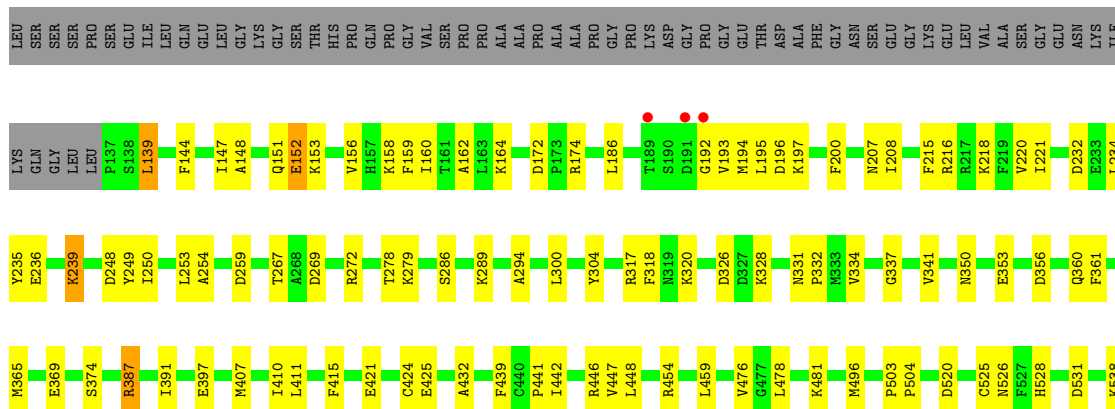 LEU SER SER SER PRO SER GLU ILE LEU GLN GLU LEU GLY LYS GLY SER THR HIS PRO GLN PRO GLY VAL SER PRO PRO ALA ALA PRO ALA ALA PRO GLY PRO LYS ASP GLY PRO GLY GLU THR ASP ALA PHE GLY ASN SER GLU GLY LYS GLU LEU VAL ALA SER GLY GLU ASN LYS ILE
LYS GLN GLY LEU LEU P137 S138 L139 F144 I147 A148 Q151 E152 K153 V156 H157 K158 F159 I160 T161 A162 L163 K164 D172 P173 R174 L186 T189 S190 D191 G192 V193 M194 L195 D196 K197 F200 N207 I208 F215 R216 R217 K218 F219 V220 I221 D232 E233 L234
Y235 E236 K239 D248 Y249 I250 L253 A254 D259 T267 A268 D269 R272 T278 K279 S286 K289 A294 L300 Y304 R317 F318 N319 K320 D326 D327 K328 N331 P332 M333 V334 G337 V341 N350 E353 D356 Q360 F361
M365 E369 S374 R387 I391 E397 M407 I410 L411 F415 E421 C424 E425 A432 F439 C440 P441 I442 R446 V447 L448 R454 L459 V476 G477 L478 K481 M496 P503 P504 D520 C525 N526 F527 H528 D531